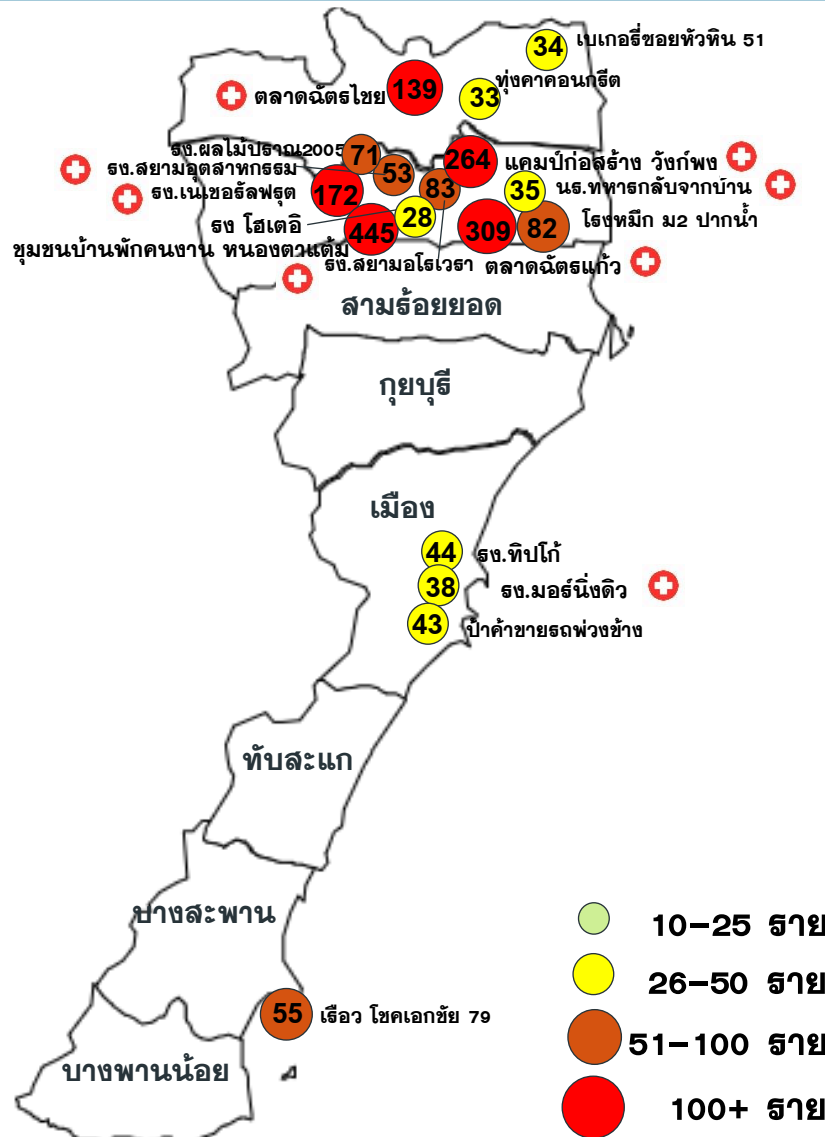 34 เบเกอรี่ซอยหัวหิน 51
ตลาดฉัตรไชย 139 33 ทุ่งคาคอนกรีต
รง.ผลไม้ปราณ2005 71 264 แคมป์ก่อสร้าง วังก์พง
รง.สยามอุตสาหกรรม 53
รง.เนเชอรัลฟรุต 172 83 35 นร.ทหารกลับจากบ้าน
รง โฮเตอิ 28 309 82 โรงหมึก ม2 ปากน้ำ
ชุมชนบ้านพักคนงาน หนองตาแต้ม 445
รง.สยามอโรเวรา ตลาดฉัตรแก้ว
สามร้อยยอด
กุยบุรี
เมือง
44 รง.ทิปโก้
38 รง.มอร์นิ่งดิว
43 ป้าค้าขายรถพ่วงข้าง
ทับสะแก
บางสะพาน
55 เรืออว โชคเอกชัย 79
บางพานน้อย
10-25 ราย
26-50 ราย
51-100 ราย
100+ ราย